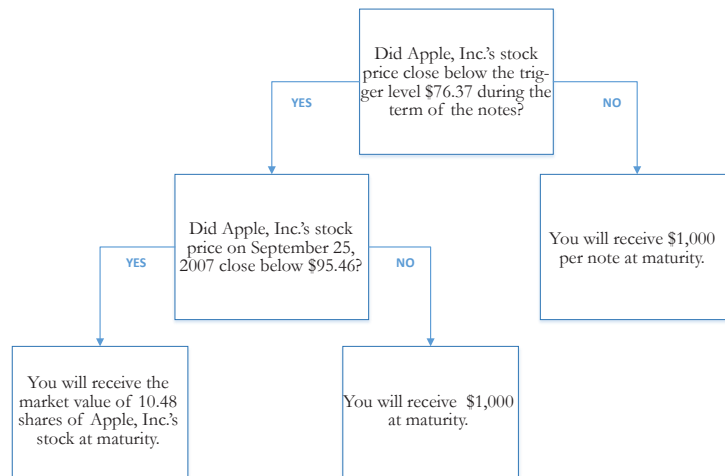 Did Apple, Inc.'s stock
price close below the trig-
ger level $76.37 during the
term of the notes?
YES
NO
Did Apple, Inc.'s stock
price on September 25,
2007 close below $95.46?
You will receive $1,000
per note at maturity.
YES
NO
You will receive the
market value of 10.48
shares of Apple, Inc.'s
stock at maturity.
You will receive $1,000
at maturity.